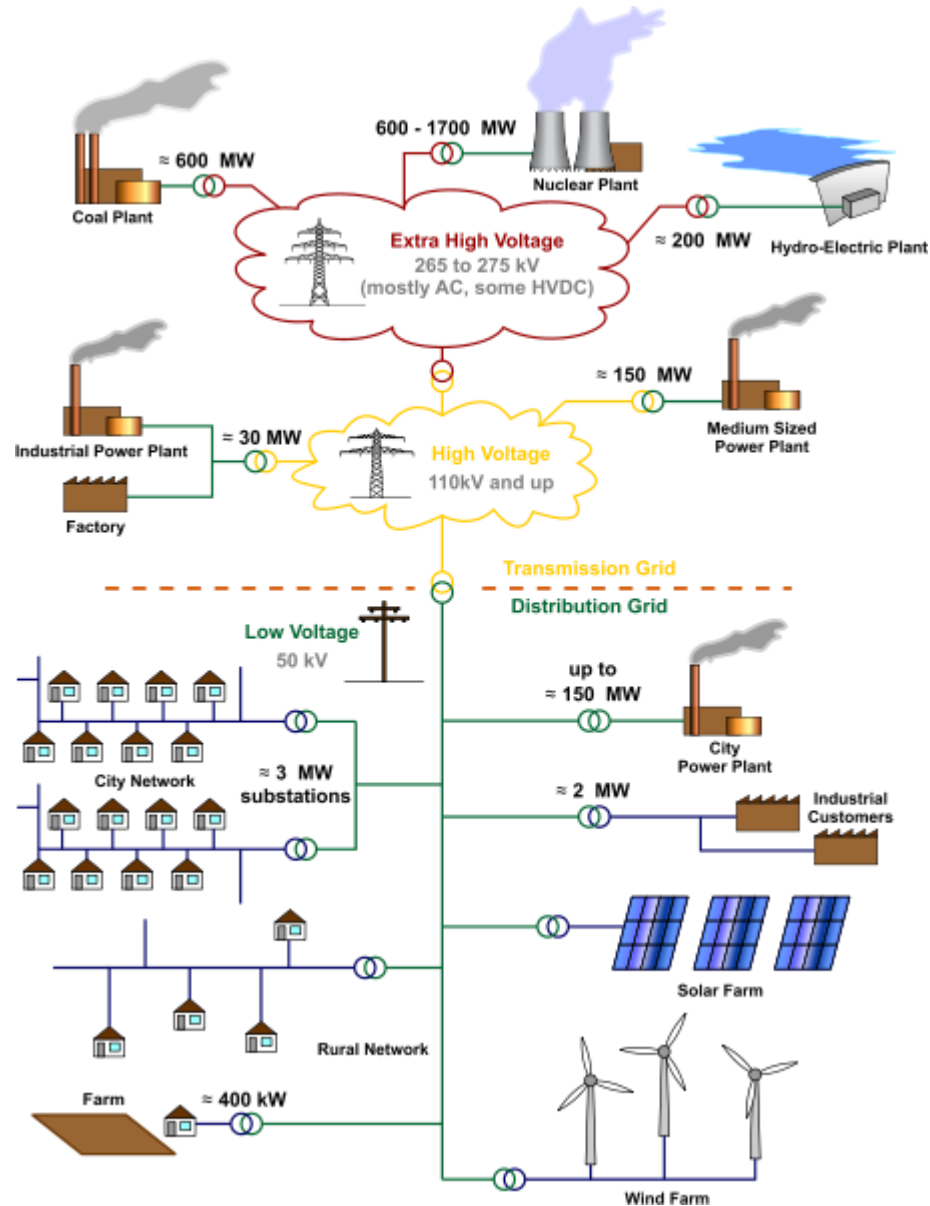 600 - 1700  MW
≈ 600  MW
Nuclear Plant
Coal Plant
Extra High Voltage
265 to 275 kV
(mostly AC, some HVDC)
≈ 200  MW
Hydro-Electric Plant
≈ 150  MW
Medium Sized
Power Plant
≈ 30 MW
Industrial Power Plant
Factory
High Voltage
110kV and up
Transmission Grid
Distribution Grid
Low Voltage
50 kV
up to
≈ 150  MW
City
Power Plant
City Network
≈ 3  MW
substations
≈ 2  MW
Industrial
Customers
Solar Farm
Rural Network
Farm
≈ 400 kW
Wind Farm